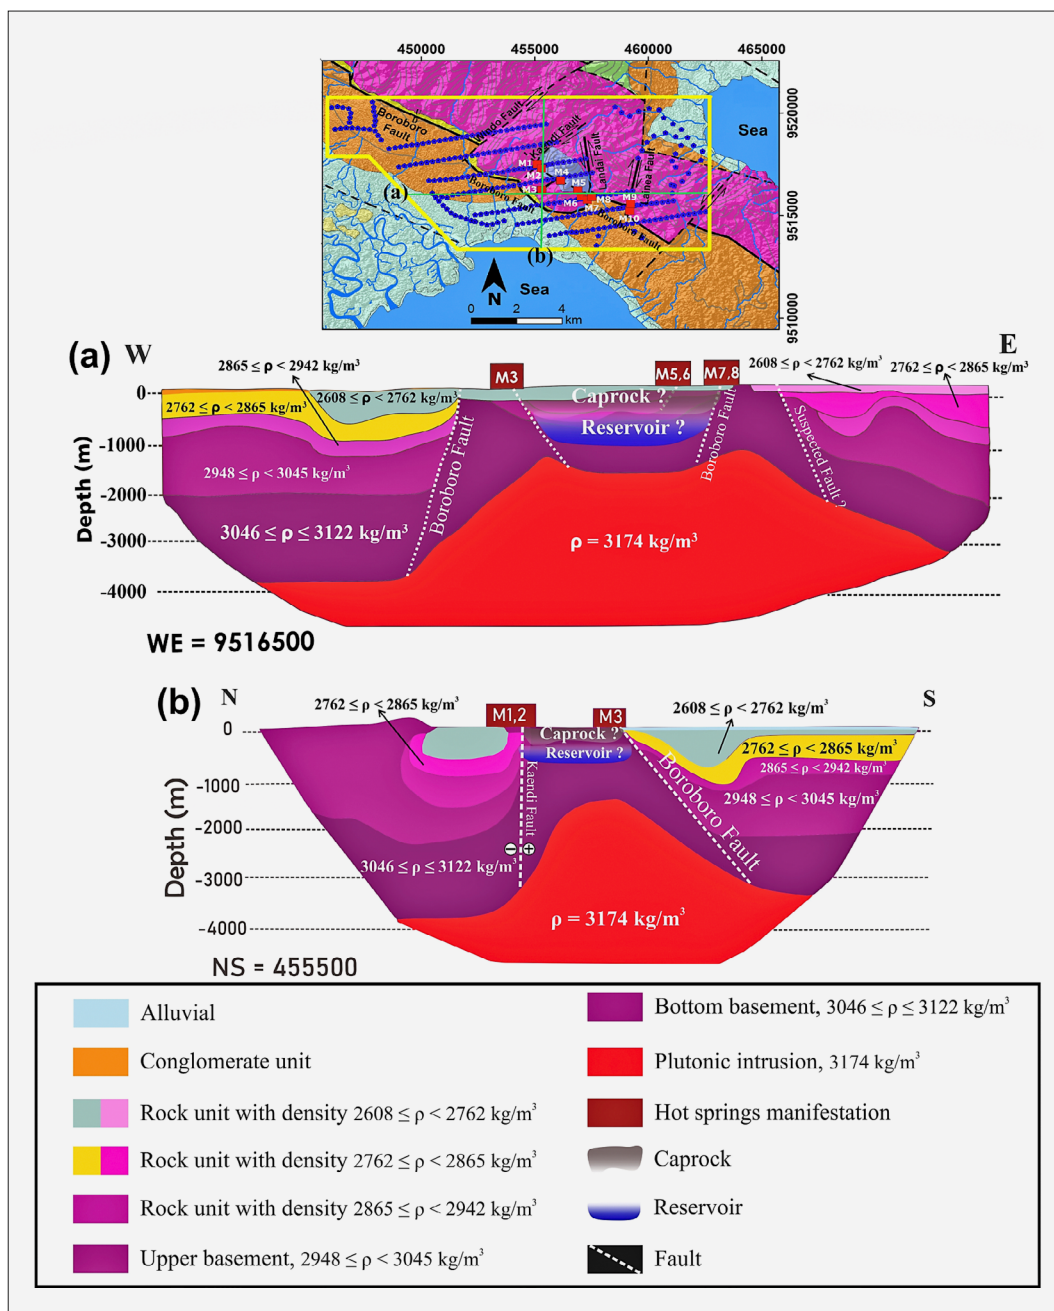 450000
455000
460000
465000
9520000
9515000
9510000
Boroboro
Fault
Kaendi Fault
Landai Fault
Sea
M1
M2
M3
M4
M5
M6
M7
M8
M9
M10
Boroboro Fault
Boroboro Fault
(a)
(b)
N
Sea
0 2 4
km
(a) W
E
2865 ≤ ρ < 2942 kg/m³
M3
M5,6
M7,8
2608 ≤ ρ < 2762 kg/m³
2762 ≤ ρ < 2865 kg/m³
2608 ≤ ρ < 2762 kg/m³
2762 ≤ ρ < 2865 kg/m³
Caprock ?
Reservoir ?
Boroboro Fault
Boroboro Fault
Suspected Fault ?
2948 ≤ ρ < 3045 kg/m³
3046 ≤ ρ ≤ 3122 kg/m³
ρ = 3174 kg/m³
Depth (m)
0
-1000
-2000
-3000
-4000
WE = 9516500
(b) N
S
2762 ≤ ρ < 2865 kg/m³
M1,2
M3
2608 ≤ ρ < 2762 kg/m³
Caprock ?
Reservoir ?
2762 ≤ ρ < 2865 kg/m³
2865 ≤ ρ < 2942 kg/m³
2948 ≤ ρ < 3045 kg/m³
Kaendi Fault
Boroboro Fault
3046 ≤ ρ ≤ 3122 kg/m³
ρ = 3174 kg/m³
Depth (m)
0
-1000
-2000
-3000
-4000
NS = 455500
Alluvial
Conglomerate unit
Rock unit with density 2608 ≤ ρ < 2762 kg/m³
Rock unit with density 2762 ≤ ρ < 2865 kg/m³
Rock unit with density 2865 ≤ ρ < 2942 kg/m³
Upper basement, 2948 ≤ ρ < 3045 kg/m³
Bottom basement, 3046 ≤ ρ ≤ 3122 kg/m³
Plutonic intrusion, 3174 kg/m³
Hot springs manifestation
Caprock
Reservoir
Fault